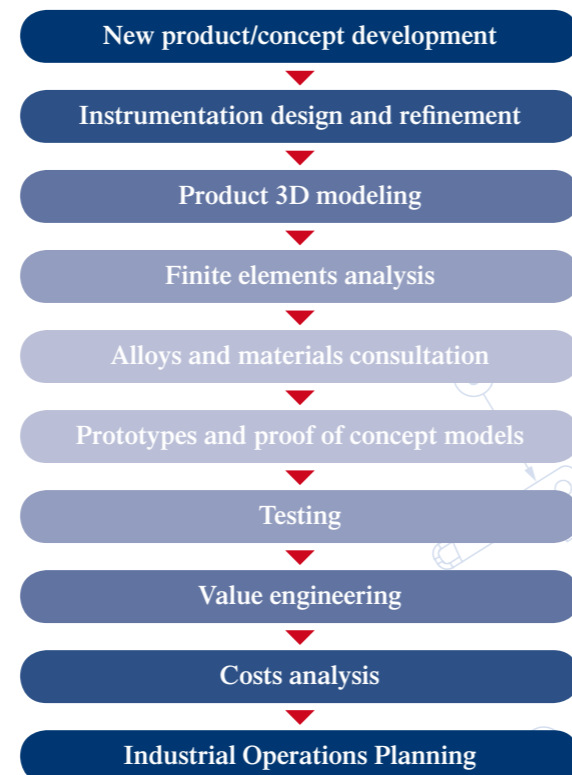 New product/concept development
Instrumentation design and refinement
Product 3D modeling
Finite elements analysis
Alloys and materials consultation
Prototypes and proof of concept models
Testing
Value engineering
Costs analysis
Industrial Operations Planning